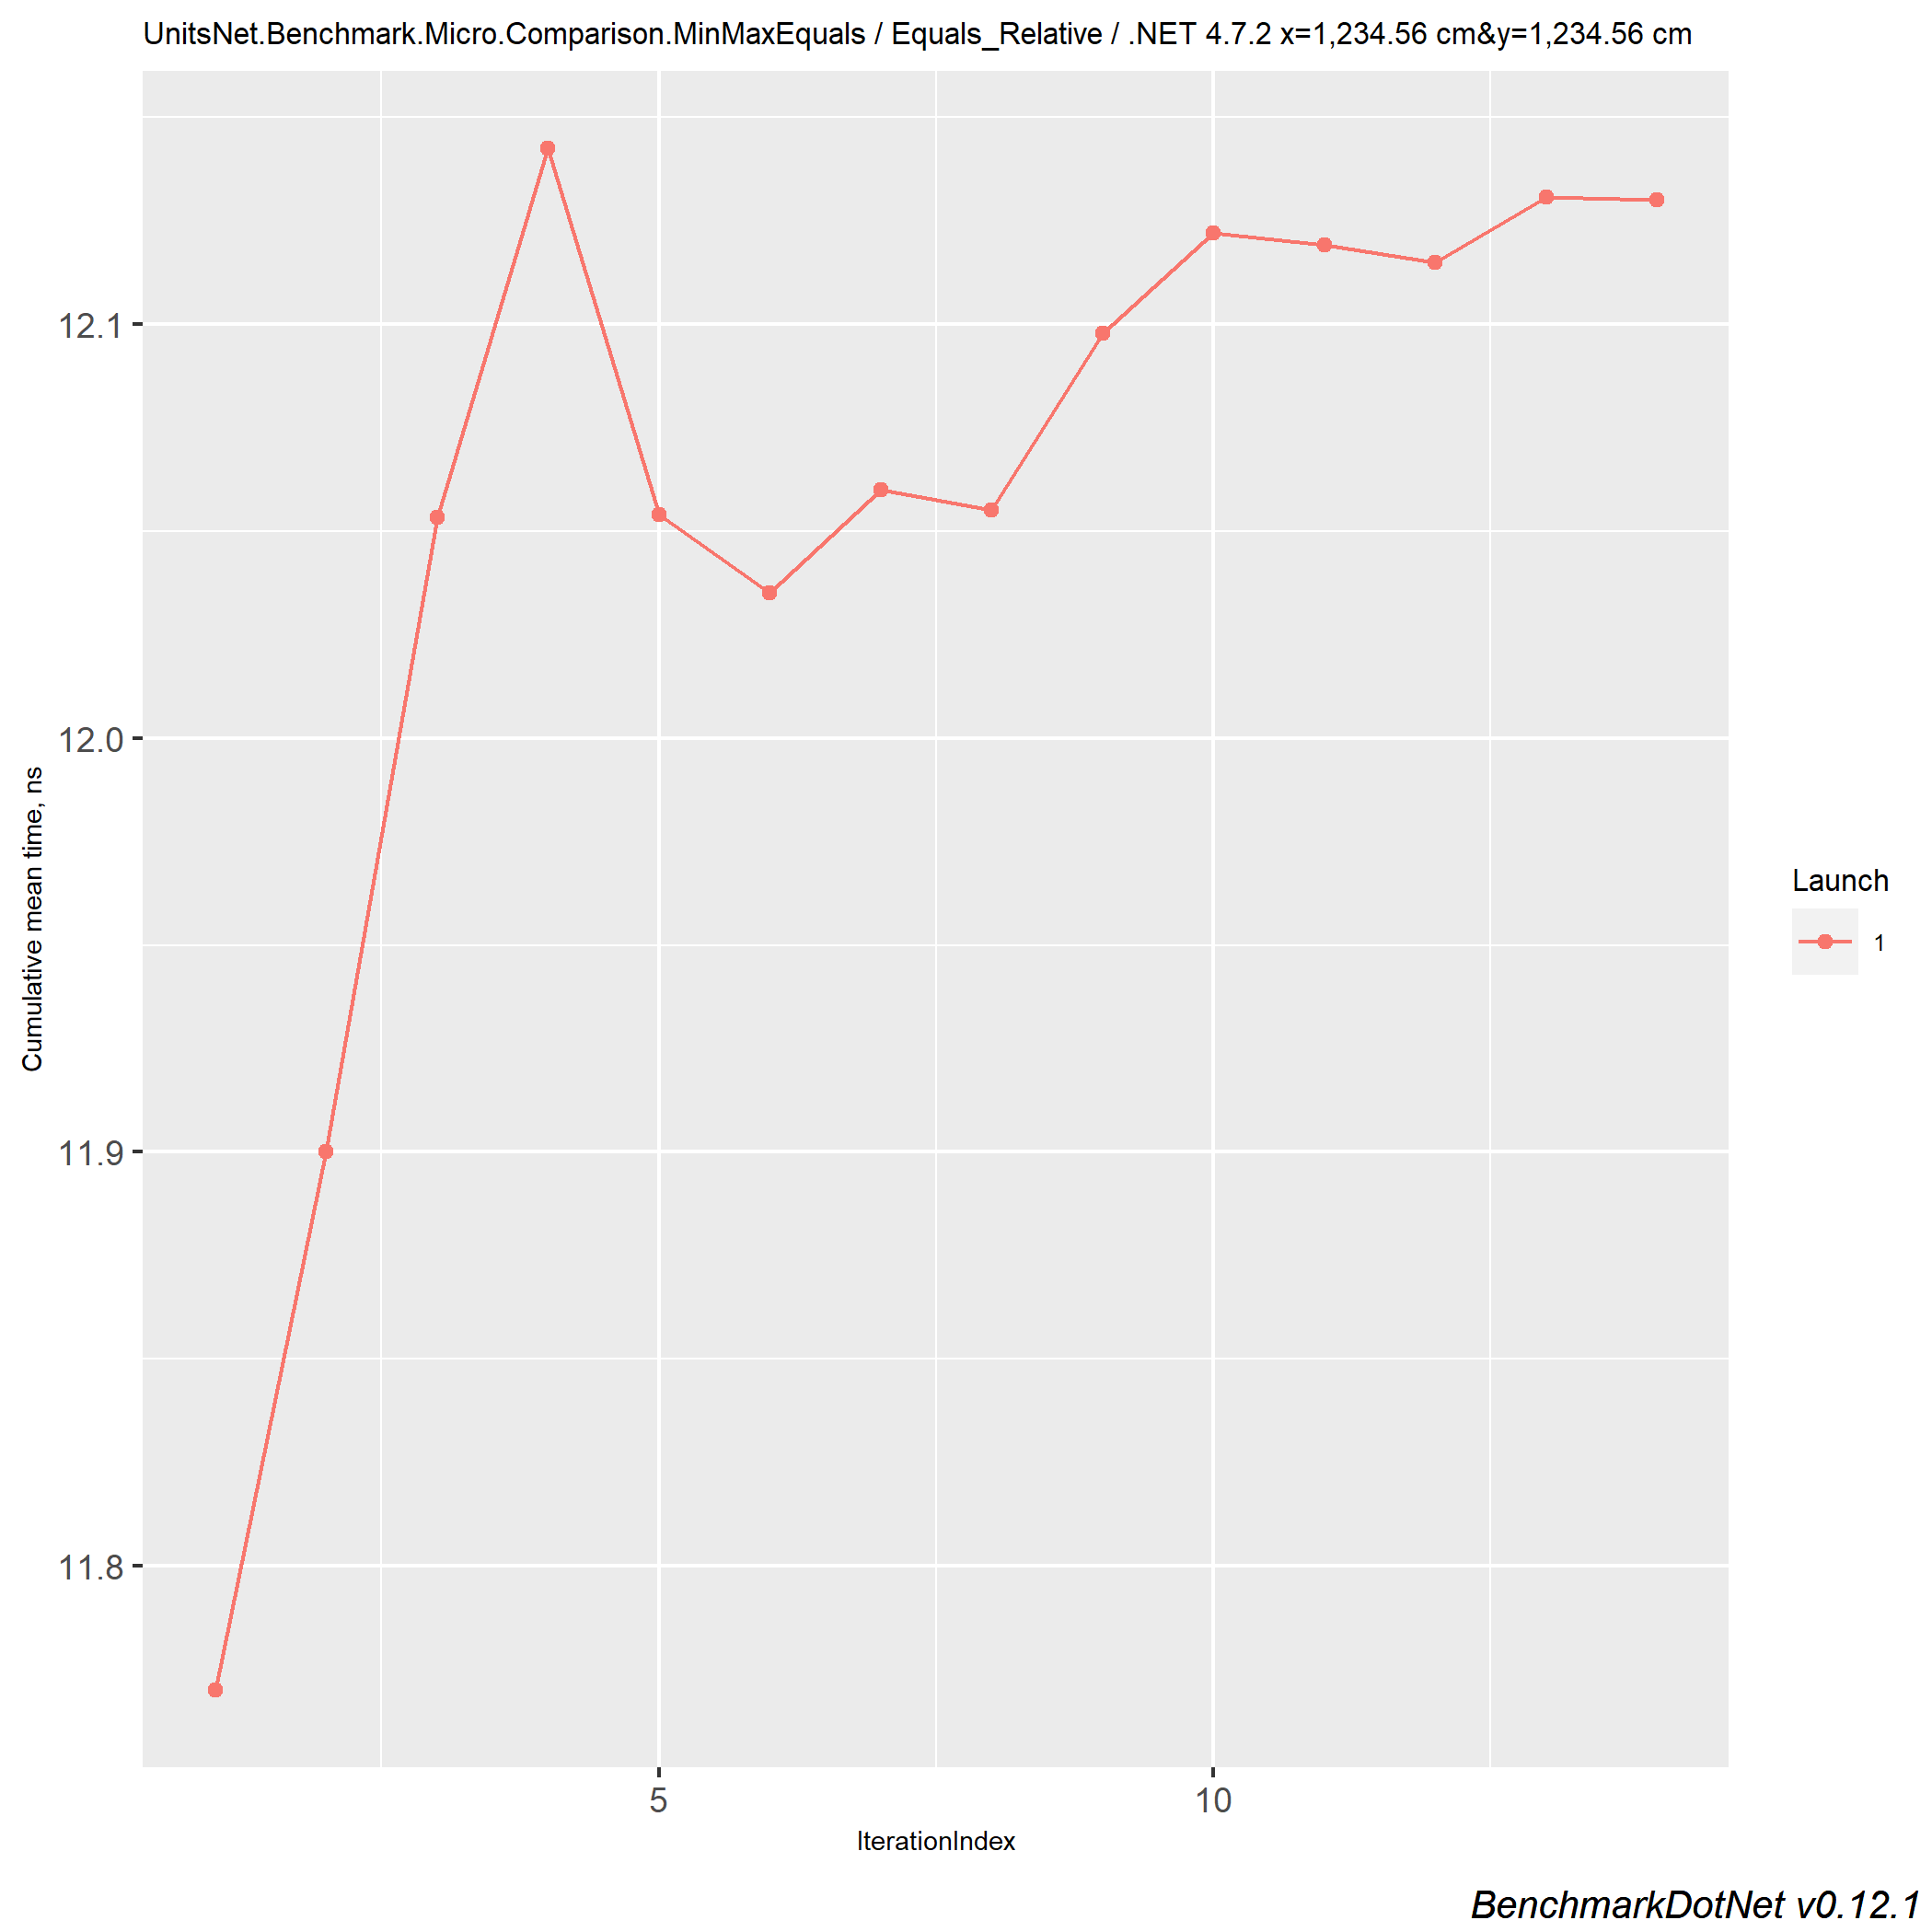 UnitsNet.Benchmark.Micro.Comparison.MinMaxEquals / Equals_Relative / .NET 4.7.2 x=1,234.56 cm&y=1,234.56 cm
12.1
12.0
11.9
11.8
Cumulative mean time, ns
5
10
IterationIndex
Launch
1
BenchmarkDotNet v0.12.1